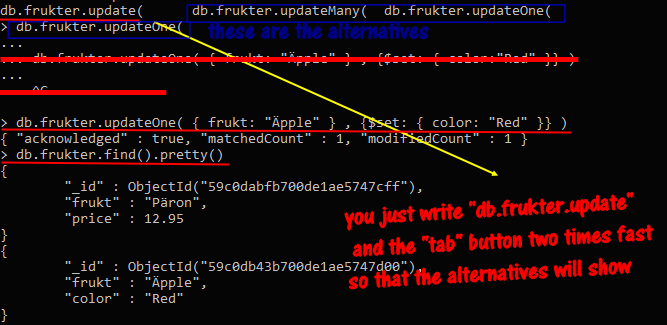 db.frukter.update(      db.frukter.updateMany(  db.frukter.updateOne(
> db.frukter.updateOne(
these are the alternatives
...
... db.frukter.updateOne( { frukt: "Äpple" } , {$set: { color:"Red" }} )
...
... ^C
> db.frukter.updateOne( { frukt: "Äpple" } , {$set: { color: "Red" }} )
{ "acknowledged" : true, "matchedCount" : 1, "modifiedCount" : 1 }
> db.frukter.find().pretty()
{
        "_id" : ObjectId("59c0dabfb700de1ae5747cff"),
        "frukt" : "Päron",
        "price" : 12.95
}
{
        "_id" : ObjectId("59c0db43b700de1ae5747d00"),
        "frukt" : "Äpple",
        "color" : "Red"
}
you just write "db.frukter.update"
and the "tab" button two times fast
so that the alternatives will show